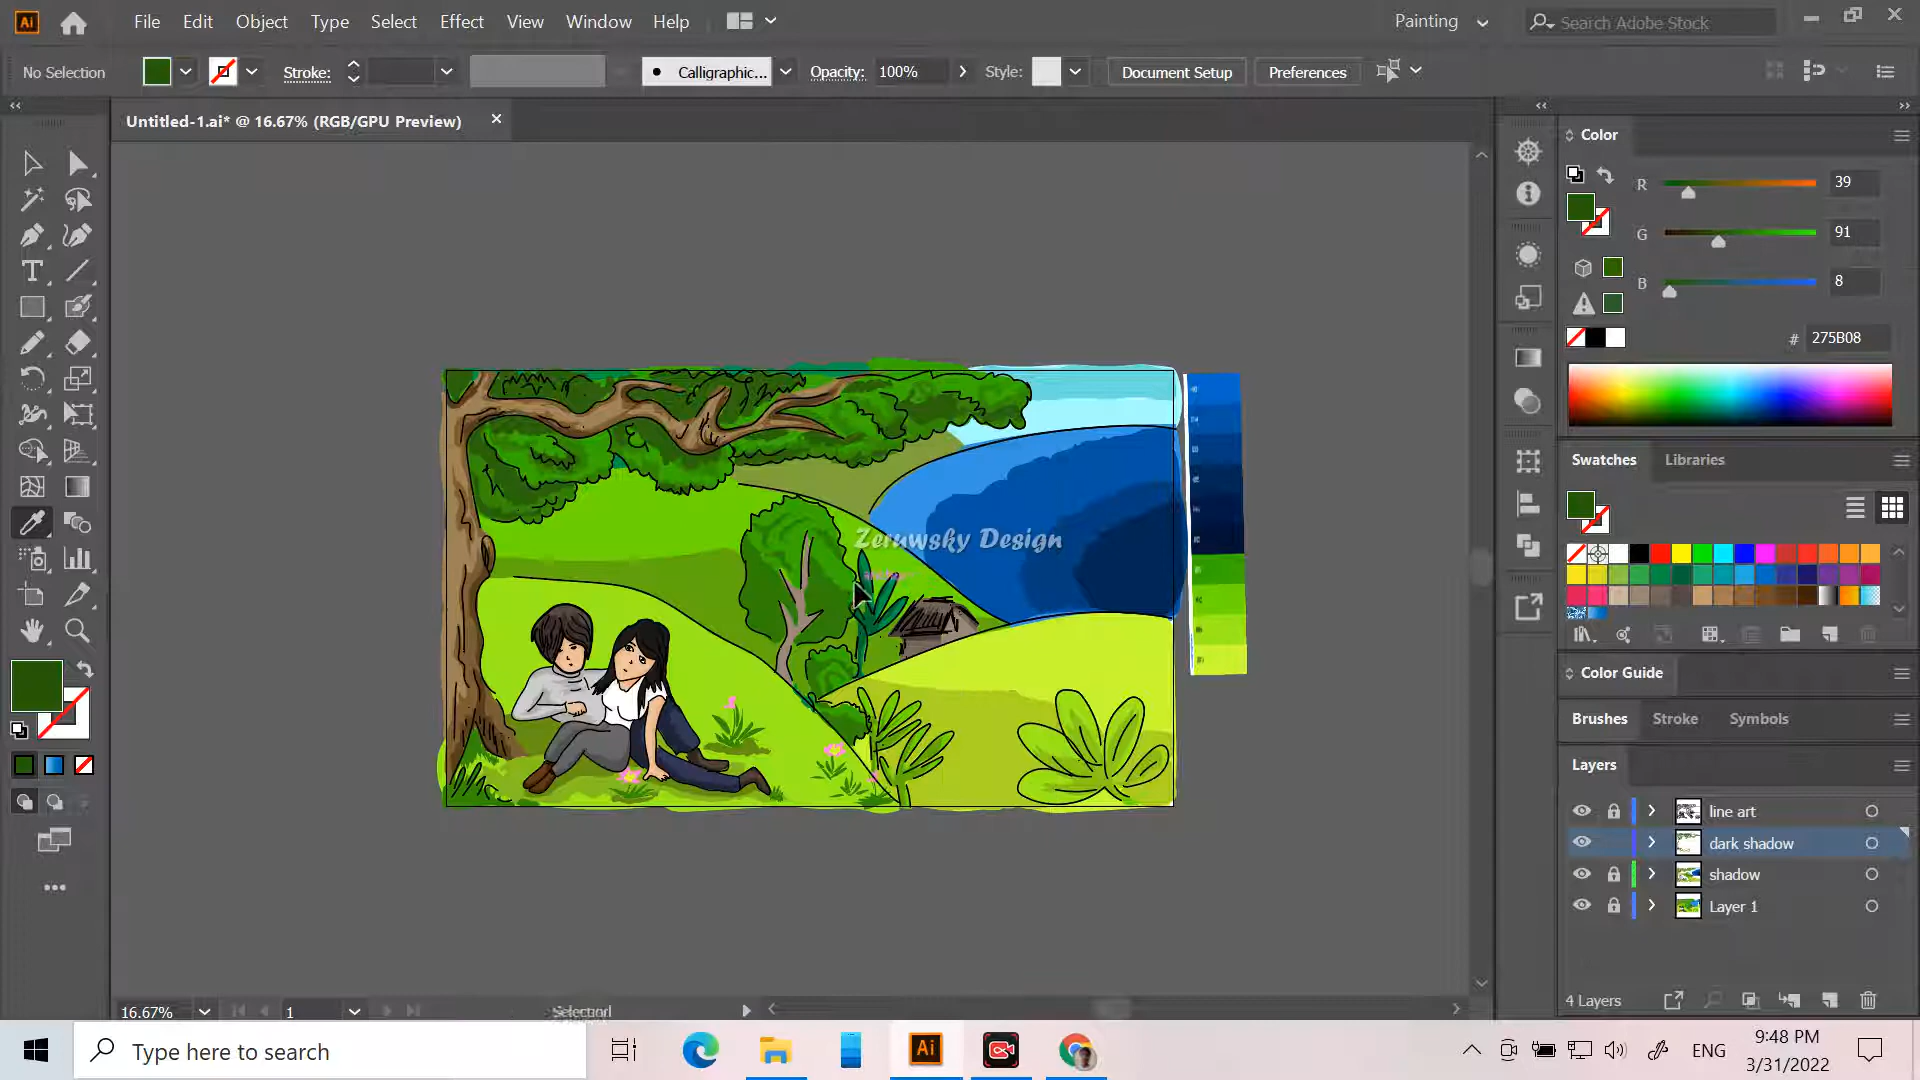 Ai File Edit Object Type Select Effect View Window Help Painting Search Adobe Stock
No Selection Stroke: Calligraphic... Opacity: 100% Style: Document Setup Preferences
Untitled-1.ai* @ 16.67% (RGB/GPU Preview)
Color
R 39
G 91
B 8
# 275B08
Swatches Libraries
Zeruwsky Design
Color Guide
Brushes Stroke Symbols
Layers
line art
dark shadow
shadow
Layer 1
4 Layers
16.67% 1 Selection
Type here to search
Ai
ENG
9:48 PM
3/31/2022